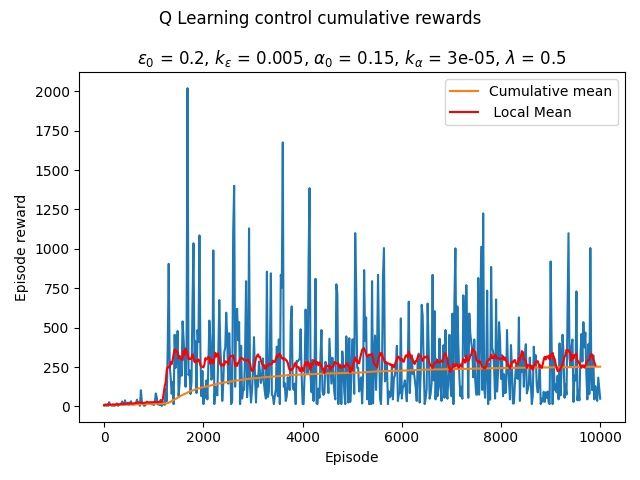 Q Learning control cumulative rewards
ε₀ = 0.2, kε = 0.005, α₀ = 0.15, kα = 3e-05, λ = 0.5
Cumulative mean
Local Mean
2000
1750
1500
1250
1000
750
500
250
0
Episode reward
0 2000 4000 6000 8000 10000
Episode